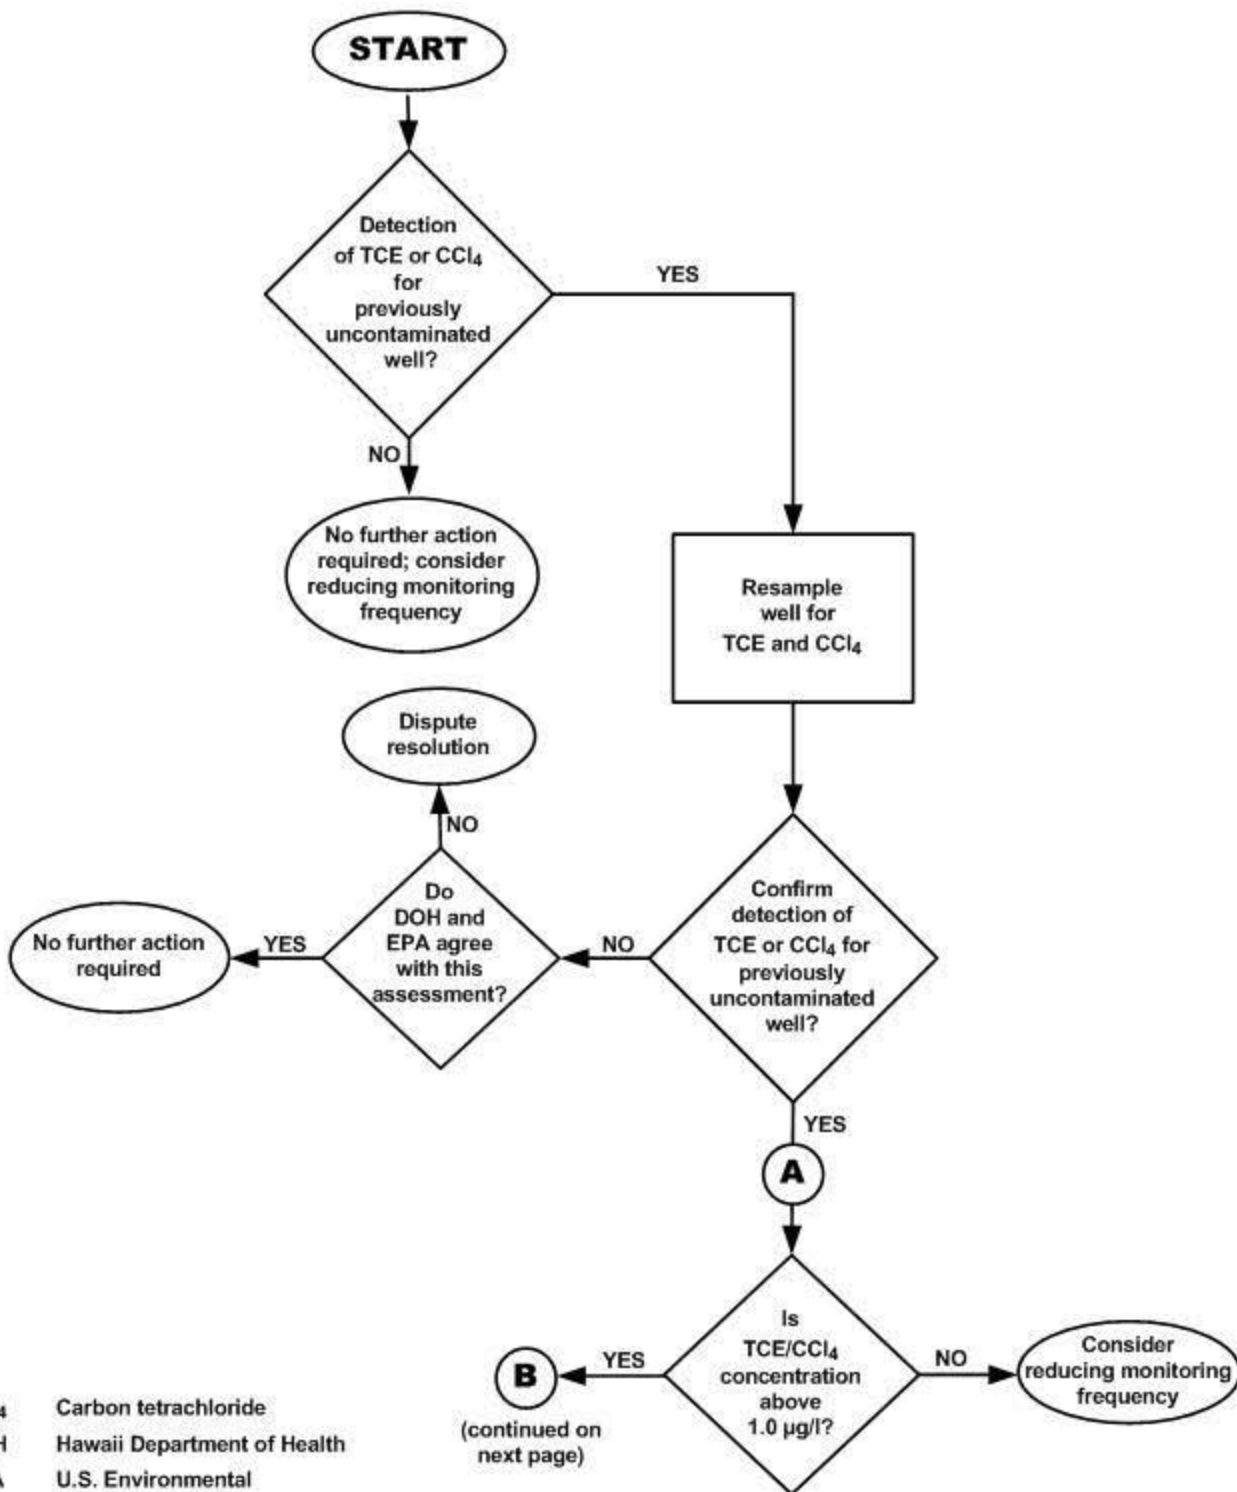 START
Detection
of TCE or CCl₄
for
previously
uncontaminated
well?
YES
NO
No further action
required; consider
reducing monitoring
frequency
Resample
well for
TCE and CCl₄
Dispute
resolution
NO
Do
DOH and
EPA agree
with this
assessment?
YES
No further action
required
NO
Confirm
detection of
TCE or CCl₄ for
previously
uncontaminated
well?
YES
A
Is
TCE/CCl₄
concentration
above
1.0 µg/l?
YES
B
(continued on
next page)
NO
Consider
reducing monitoring
frequency
₄ Carbon tetrachloride
H Hawaii Department of Health
A U.S. Environmental